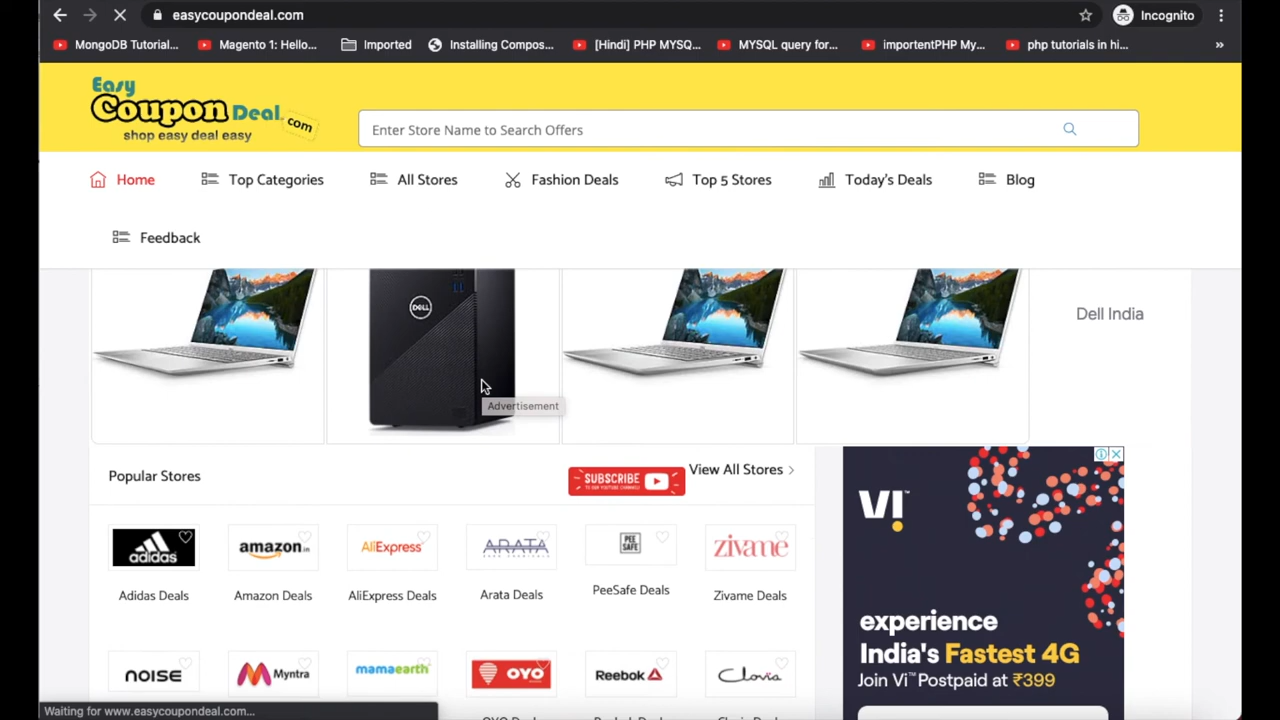 easycoupondeal.com
Incognito
MongoDB Tutorial...
Magento 1: Hello...
Imported
Installing Compos...
[Hindi] PHP MYSQ...
MYSQL query for...
importentPHP My...
php tutorials in hi...
Easy
Coupon Deal.com
shop easy deal easy
Enter Store Name to Search Offers
Home
Top Categories
All Stores
Fashion Deals
Top 5 Stores
Today's Deals
Blog
Feedback
DELL
Dell India
Advertisement
Popular Stores
SUBSCRIBE
View All Stores
adidas
amazon.in
AliExpress
ARATA
PEE
SAFE
zivame
Adidas Deals
Amazon Deals
AliExpress Deals
Arata Deals
PeeSafe Deals
Zivame Deals
NOISE
Myntra
mamaearth
OYO
Reebok
Clovia
Vi
experience
India's Fastest 4G
Join Vi™ Postpaid at ₹399
Waiting for www.easycoupondeal.com...